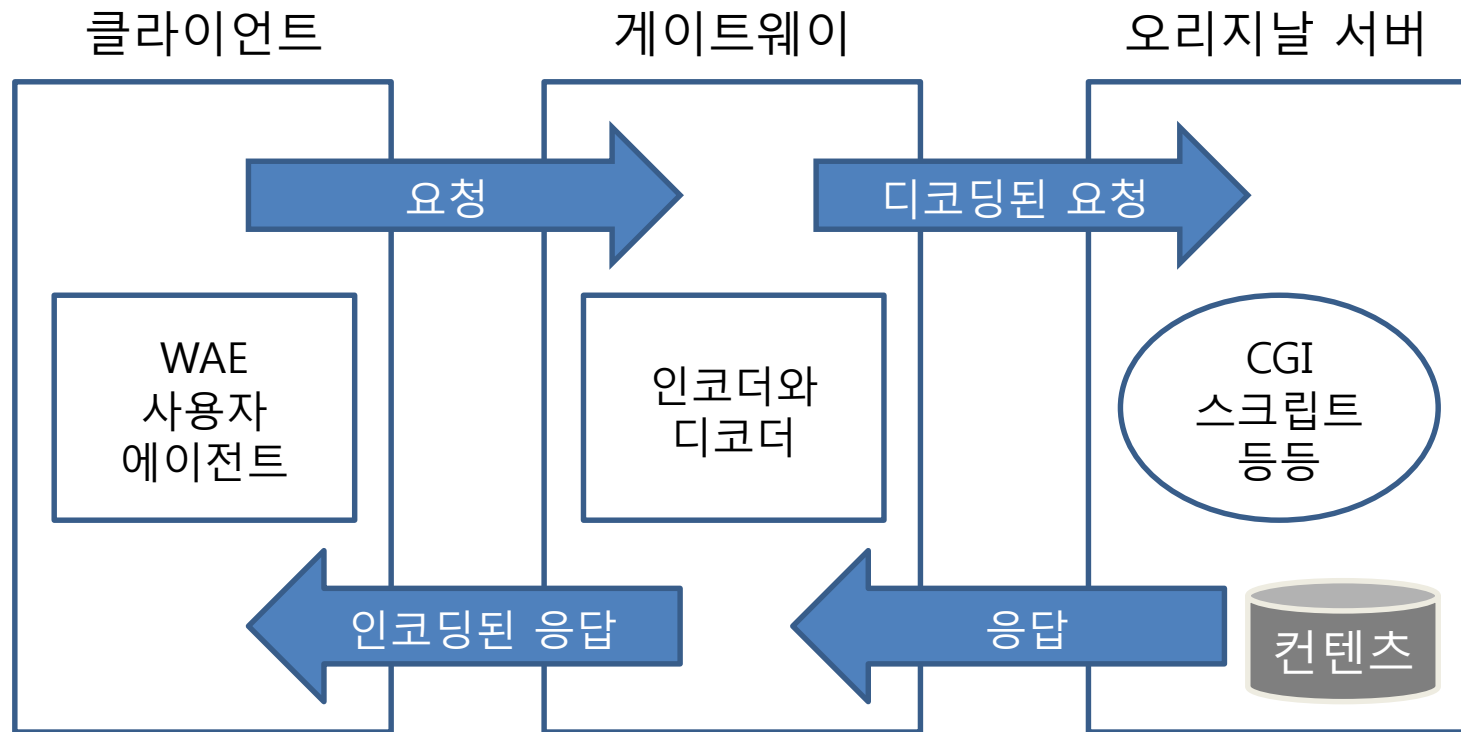 클라이언트
게이트웨이
오리지날 서버
요청
디코딩된 요청
WAE
사용자
에이전트
인코더와
디코더
CGI
스크립트
등등
인코딩된 응답
응답
컨텐츠